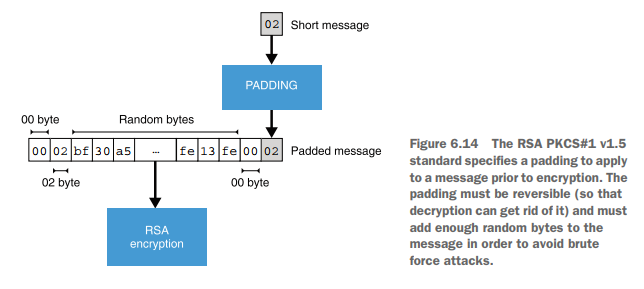 02 Short message
PADDING
00 byte Random bytes
00 02 bf 30 a5 … fe 13 fe 00 02 Padded message
02 byte 00 byte
RSA
encryption
Figure 6.14 The RSA PKCS#1 v1.5
standard specifies a padding to apply
to a message prior to encryption. The
padding must be reversible (so that
decryption can get rid of it) and must
add enough random bytes to the
message in order to avoid brute
force attacks.